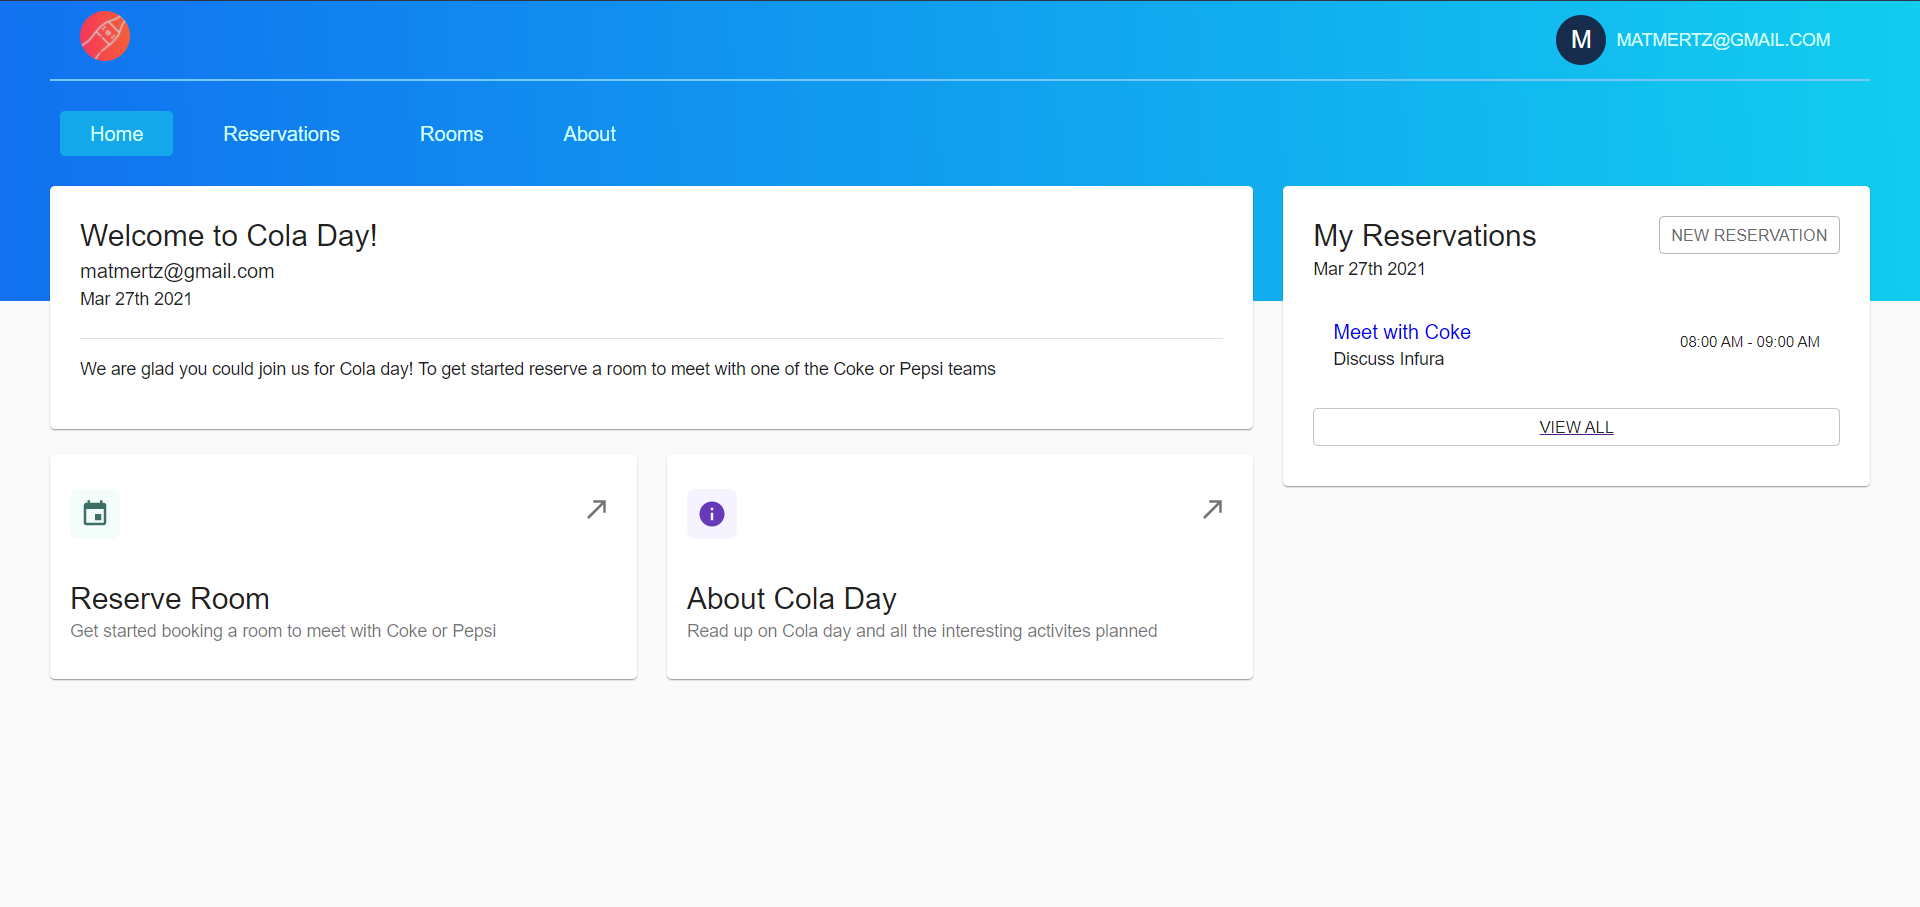 M MATMERTZ@GMAIL.COM
Home Reservations Rooms About
Welcome to Cola Day!
matmertz@gmail.com
Mar 27th 2021
We are glad you could join us for Cola day! To get started reserve a room to meet with one of the Coke or Pepsi teams
My Reservations
NEW RESERVATION
Mar 27th 2021
Meet with Coke
Discuss Infura
08:00 AM - 09:00 AM
VIEW ALL
Reserve Room
Get started booking a room to meet with Coke or Pepsi
About Cola Day
Read up on Cola day and all the interesting activites planned